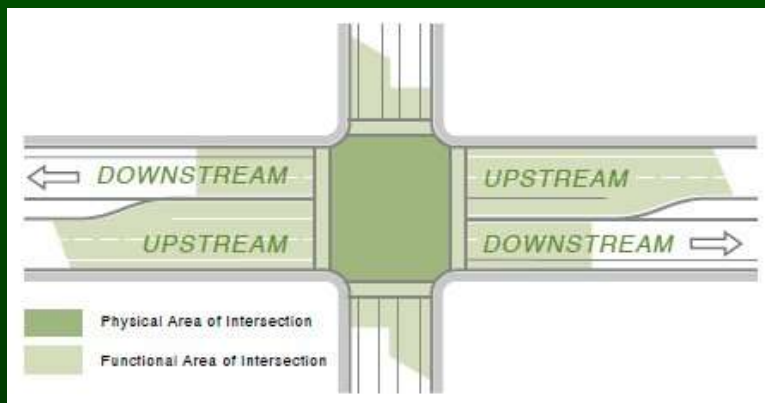 DOWNSTREAM
UPSTREAM
UPSTREAM
DOWNSTREAM
Physical Area of Intersection
Functional Area of Intersection